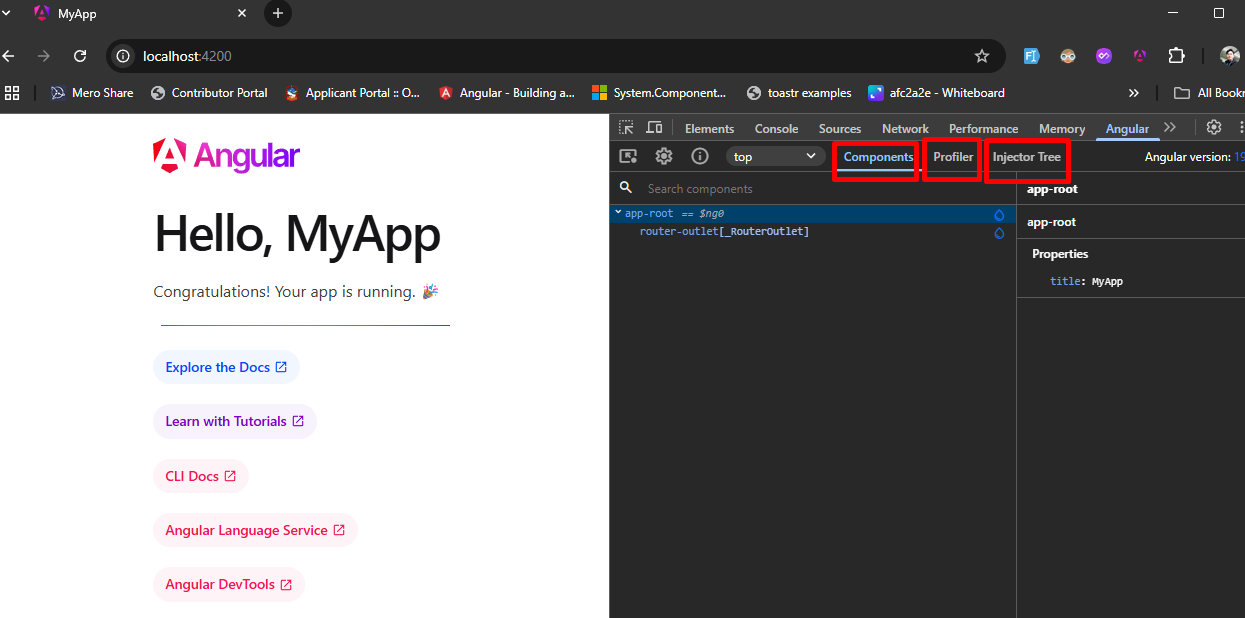 MyApp
localhost:4200
Mero Share
Contributor Portal
Applicant Portal :: O...
Angular - Building a...
System.Component...
toastr examples
afc2a2e - Whiteboard
All Bookr
Elements Console Sources Network Performance Memory Angular
top
Components Profiler Injector Tree
Angular version: 19
Search components
app-root == $ng0
router-outlet[_RouterOutlet]
app-root
app-root
Properties
title: MyApp
Angular
Hello, MyApp
Congratulations! Your app is running. 🎉
Explore the Docs
Learn with Tutorials
CLI Docs
Angular Language Service
Angular DevTools